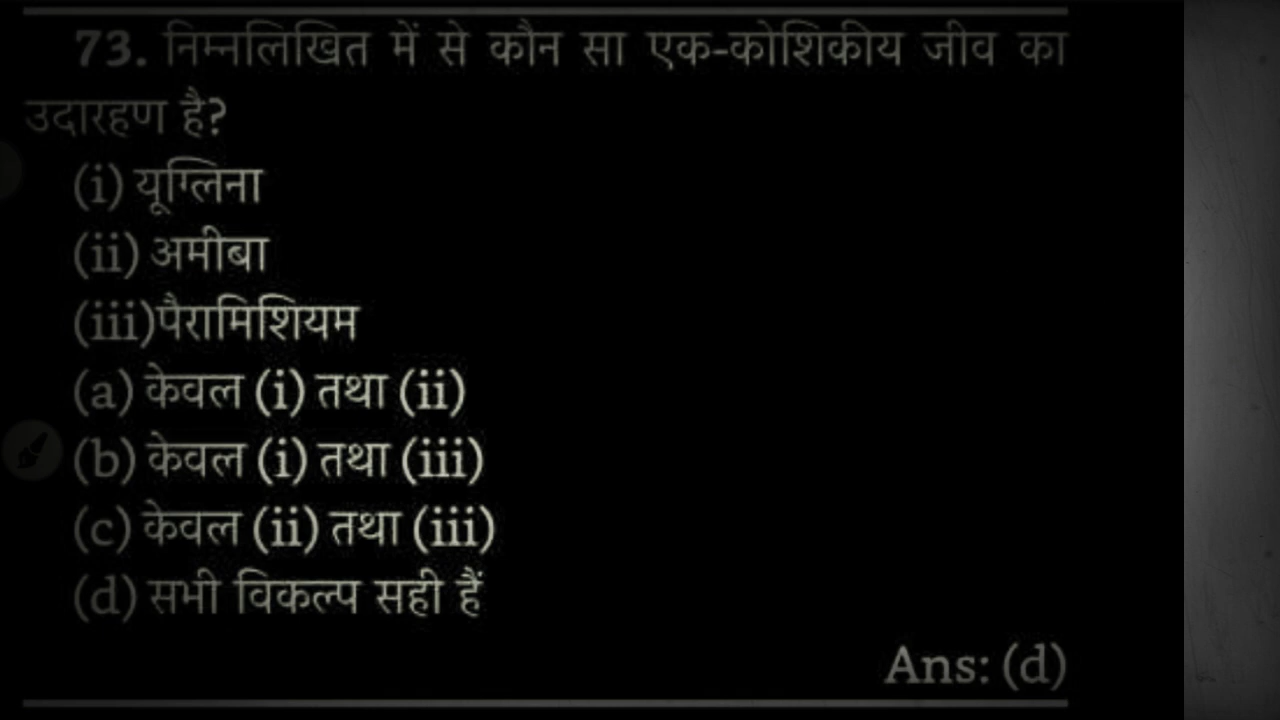 73. निम्नलिखित में से कौन सा एक-कोशिकीय जीव का
उदारहण है?
(i) यूग्लिना
(ii) अमीबा
(iii)पैरामिशियम
(a) केवल (i) तथा (ii)
(b) केवल (i) तथा (iii)
(c) केवल (ii) तथा (iii)
(d) सभी विकल्प सही हैं
Ans: (d)